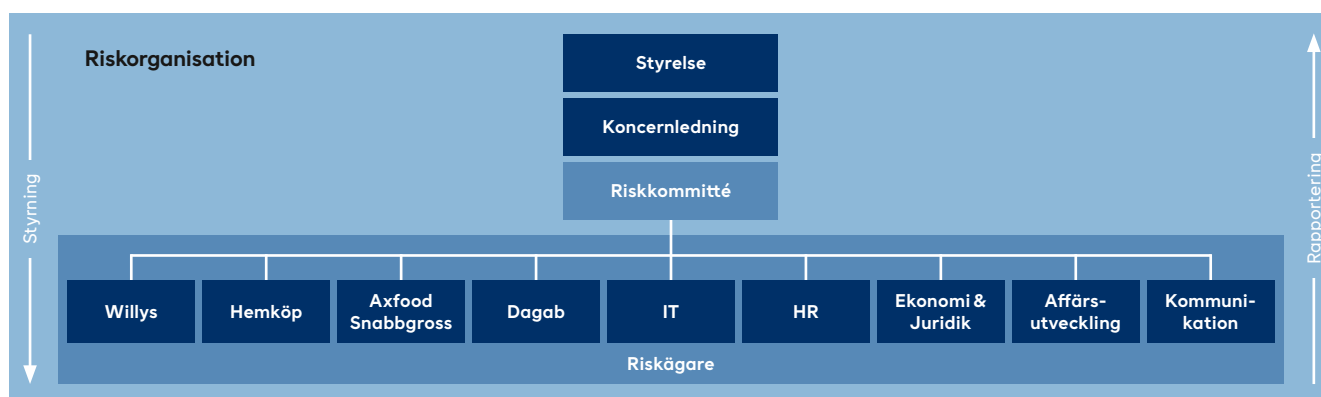 Riskorganisation
Styrelse
Koncernledning
Riskkommitté
Styrning
Rapportering
Willys
Hemköp
Axfood
Snabbgross
Dagab
IT
HR
Ekonomi &
Juridik
Affärs-
utveckling
Kommuni-
kation
Riskägare